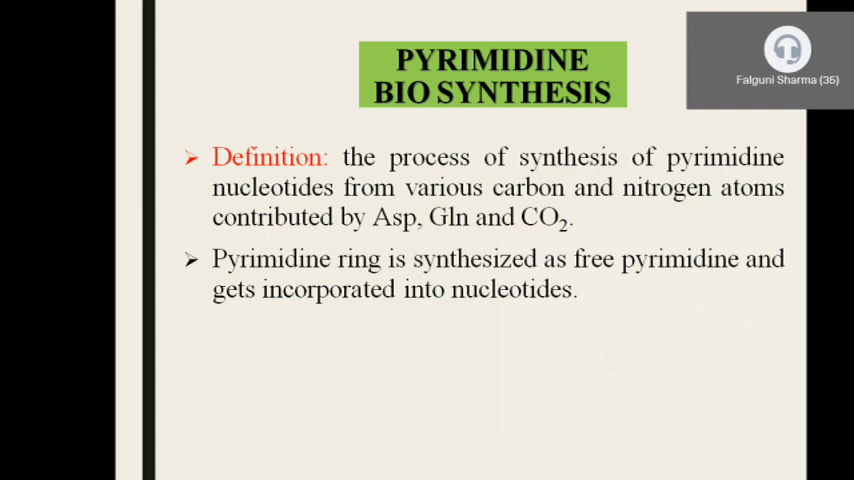 PYRIMIDINE
BIO SYNTHESIS
Falguni Sharma (35)
➢ Definition: the process of synthesis of pyrimidine
nucleotides from various carbon and nitrogen atoms
contributed by Asp, Gln and CO₂.
➢ Pyrimidine ring is synthesized as free pyrimidine and
gets incorporated into nucleotides.